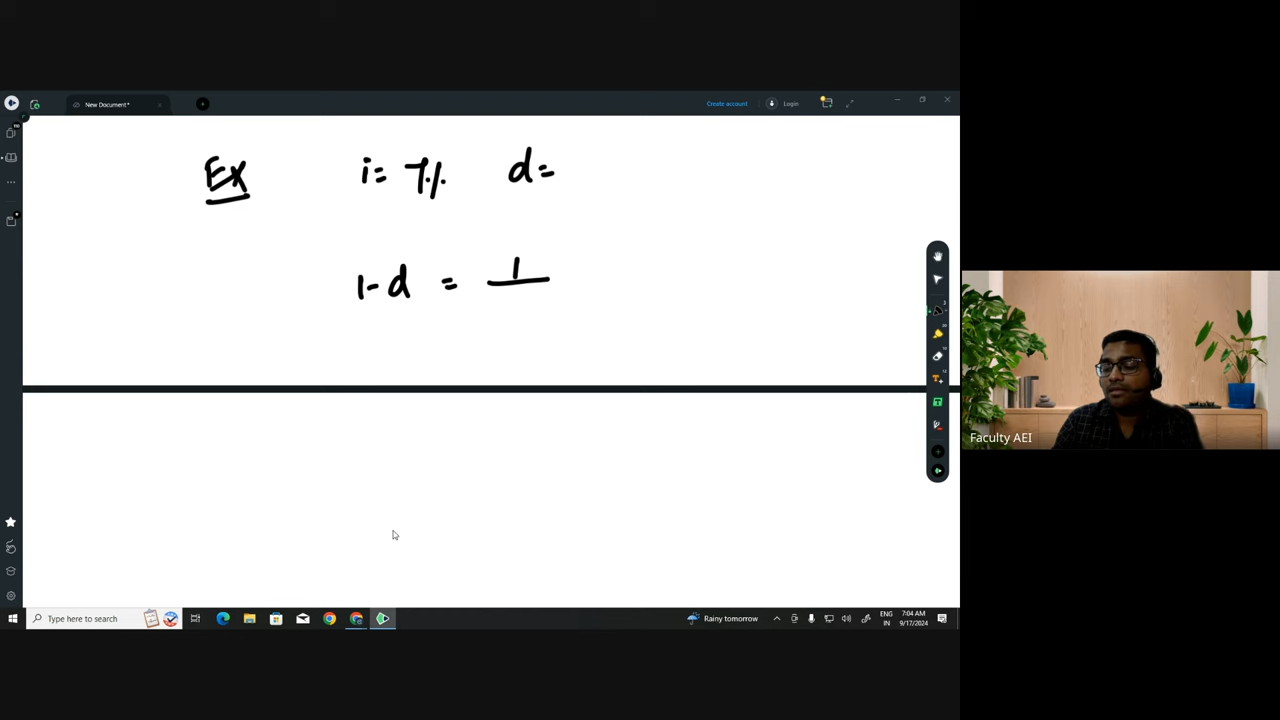 New Document*
Create account
Login
Ex i= 7% d=
1-d = 1
Faculty AEI
Type here to search
Rainy tomorrow
ENG
IN
7:04 AM
9/17/2024